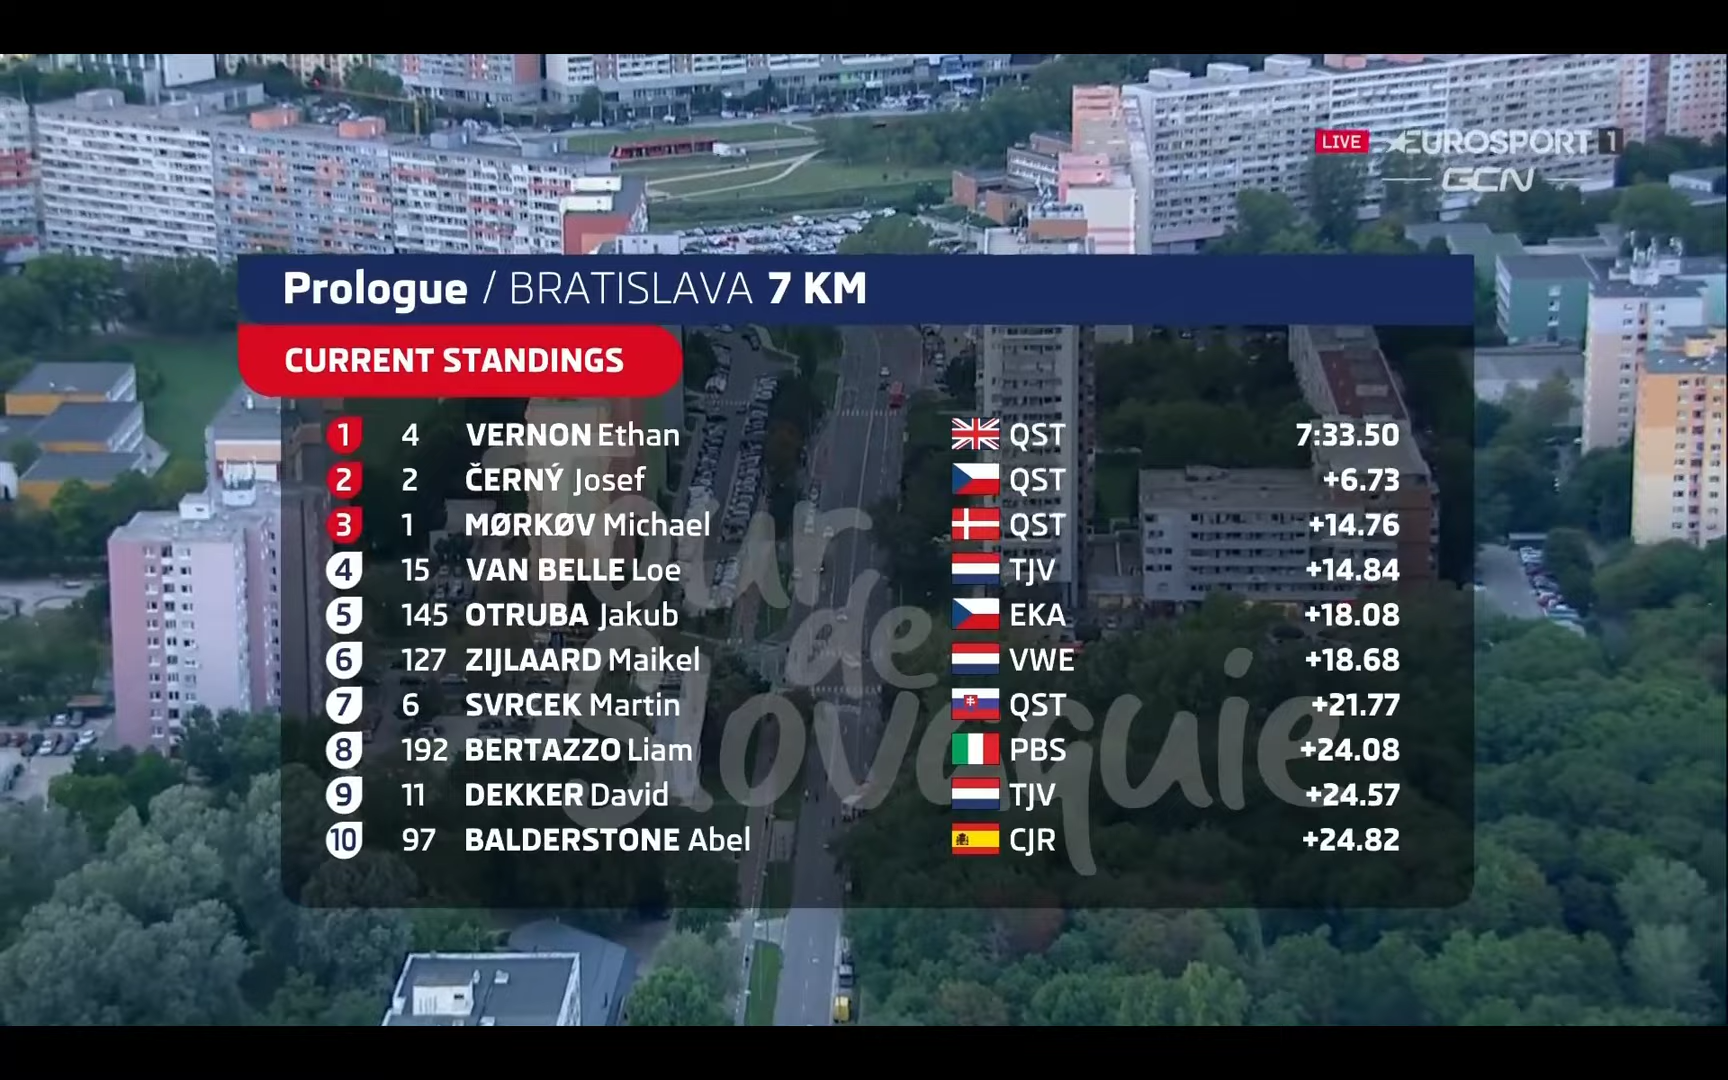 LIVE EUROSPORT 1
GCN
Prologue / BRATISLAVA 7 KM
CURRENT STANDINGS
1 4 VERNON Ethan QST 7:33.50
2 2 ČERNÝ Josef QST +6.73
3 1 MØRKØV Michael QST +14.76
4 15 VAN BELLE Loe TJV +14.84
5 145 OTRUBA Jakub EKA +18.08
6 127 ZIJLAARD Maikel VWE +18.68
7 6 SVRCEK Martin QST +21.77
8 192 BERTAZZO Liam PBS +24.08
9 11 DEKKER David TJV +24.57
10 97 BALDERSTONE Abel CJR +24.82
Tour
de
Slovaquie